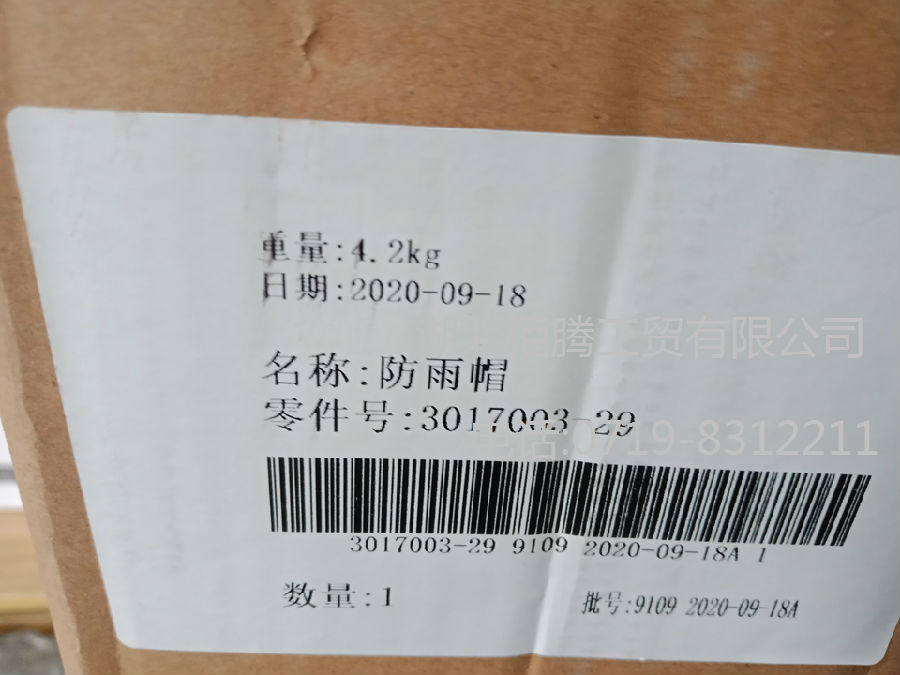 重量:4.2kg
日期:2020-09-18
腾工贸有限公司
名称:防雨帽
零件号:3017003-29
电话:0719-8312211
3017003-29 9109 2020-09-18A 1
数量:1
批号:9109 2020-09-18A